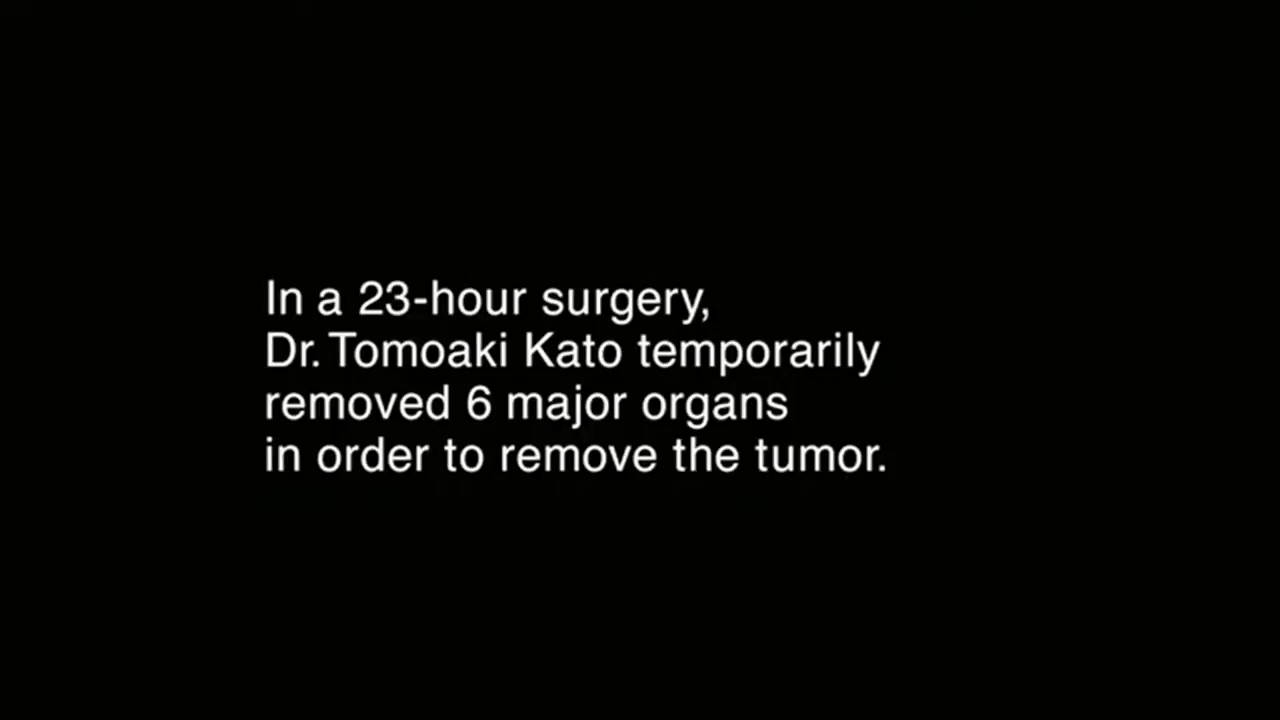 In a 23-hour surgery,
Dr. Tomoaki Kato temporarily
removed 6 major organs
in order to remove the tumor.